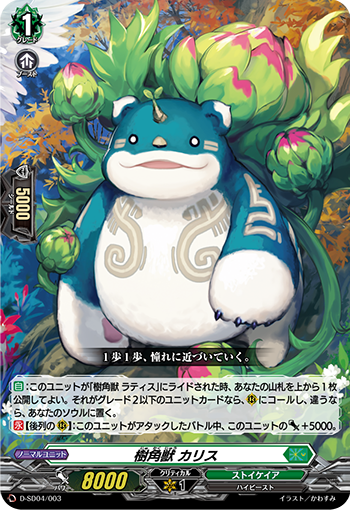 1
グレード
ブースト
5000
シールド
1歩1歩、憧れに近づいていく。
自:このユニットが「樹角獣 ラティス」にライドされた時、あなたの山札を上から1枚
公開してよい。それがグレード2以下のユニットカードなら、Ⓡにコールし、違うな
ら、あなたのソウルに置く。
永【後列のⓇ】:このユニットがアタックしたバトル中、このユニットの+5000。
ノーマルユニット
樹角獣 カリス
パワー 8000
クリティカル
1
ストイケイア
ハイビースト
D-SD04/003
イラスト/かわすみ